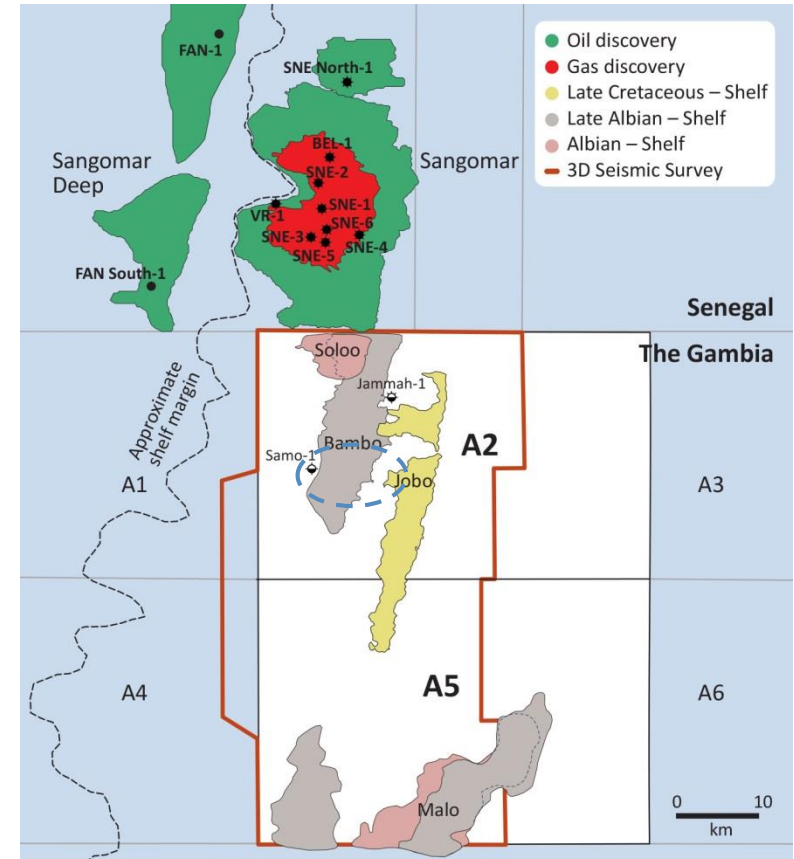 FAN-1
SNE North-1
Oil discovery
Gas discovery
Late Cretaceous – Shelf
Late Albian – Shelf
Albian – Shelf
3D Seismic Survey
BEL-1
Sangomar
Deep
SNE-2
Sangomar
VR-1
SNE-1
SNE-6
SNE-3
SNE-4
SNE-5
FAN South-1
Senegal
The Gambia
Soloo
Jammah-1
Approximate
shelf margin
Bambo
A2
Samo-1
Jobo
A1
A3
A5
A4
A6
Malo
0 10
km